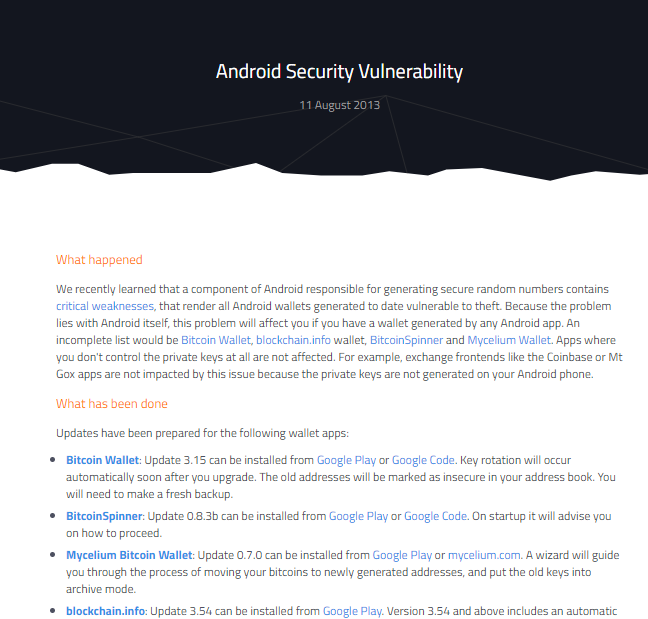 Android Security Vulnerability
11 August 2013
What happened
We recently learned that a component of Android responsible for generating secure random numbers contains
critical weaknesses, that render all Android wallets generated to date vulnerable to theft. Because the problem
lies with Android itself, this problem will affect you if you have a wallet generated by any Android app. An
incomplete list would be Bitcoin Wallet, blockchain.info wallet, BitcoinSpinner and Mycelium Wallet. Apps where
you don't control the private keys at all are not affected. For example, exchange frontends like the Coinbase or Mt
Gox apps are not impacted by this issue because the private keys are not generated on your Android phone.
What has been done
Updates have been prepared for the following wallet apps:
Bitcoin Wallet: Update 3.15 can be installed from Google Play or Google Code. Key rotation will occur
automatically soon after you upgrade. The old addresses will be marked as insecure in your address book. You
will need to make a fresh backup.
BitcoinSpinner: Update 0.8.3b can be installed from Google Play or Google Code. On startup it will advise you
on how to proceed.
Mycelium Bitcoin Wallet: Update 0.7.0 can be installed from Google Play or mycelium.com. A wizard will guide
you through the process of moving your bitcoins to newly generated addresses, and put the old keys into
archive mode.
blockchain.info: Update 3.54 can be installed from Google Play. Version 3.54 and above includes an automatic